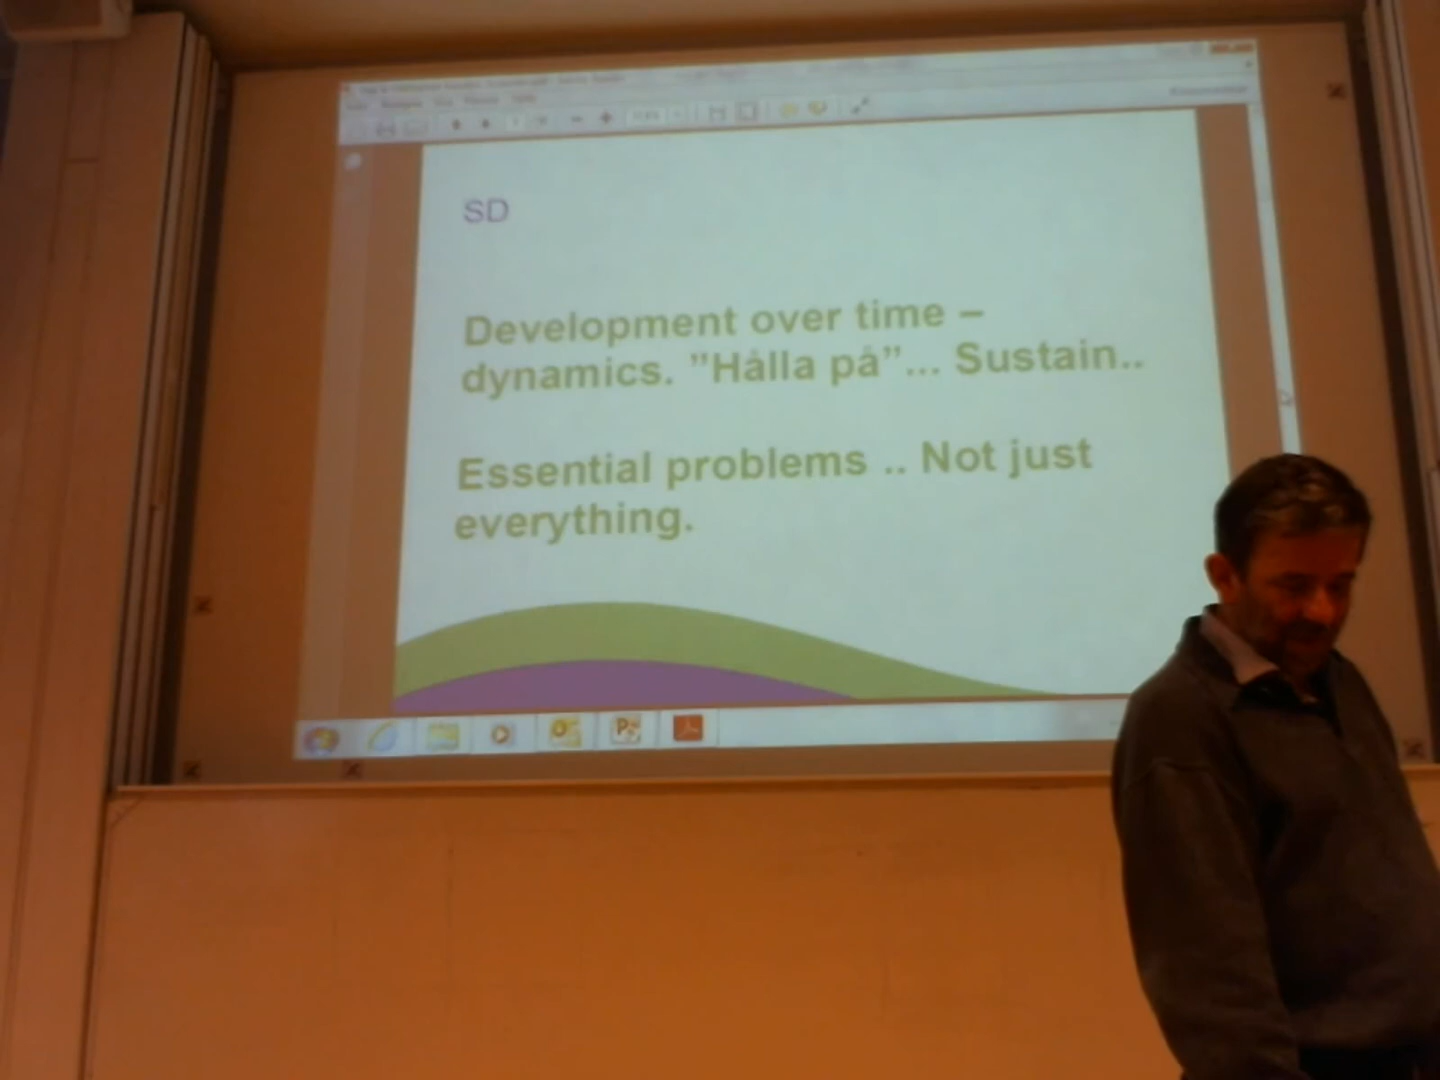 SD
Development over time –
dynamics. ”Hålla på”... Sustain..
Essential problems .. Not just
everything.